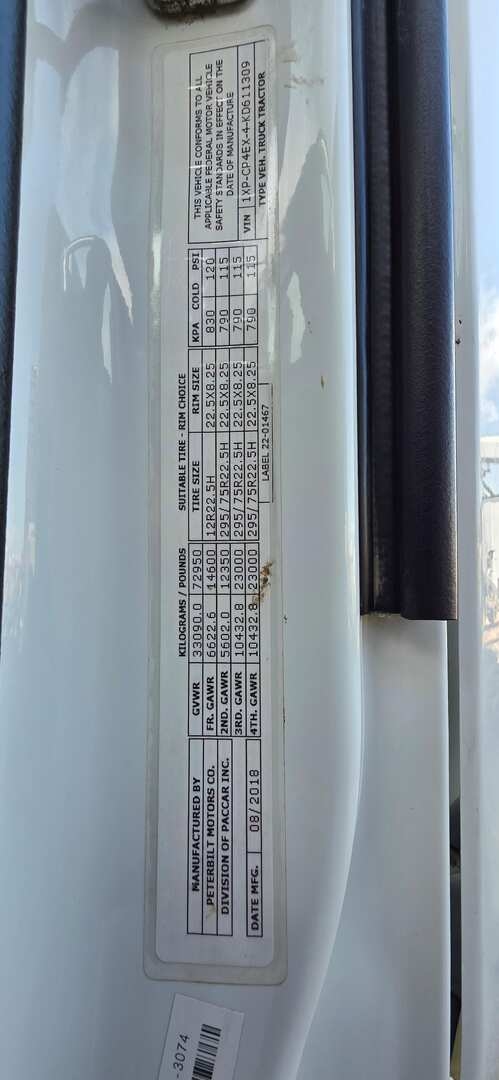 MANUFACTURED BY
PETERBILT MOTORS CO.
DIVISION OF PACCAR INC.
DATE MFG. 08/2018
KILOGRAMS / POUNDS
GVWR 33090.0 72950
FR. GAWR 6622.6 14600
2ND. GAWR 5602.0 12350
3RD. GAWR 10432.8 23000
4TH. GAWR 10432.8 23000
SUITABLE TIRE - RIM CHOICE
TIRE SIZE RIM SIZE KPA COLD PSI
12R22.5H 22.5X8.25 830 120
295/75R22.5H 22.5X8.25 790 115
295/75R22.5H 22.5X8.25 790 115
295/75R22.5H 22.5X8.25 790 115
LABEL 22-01467
THIS VEHICLE CONFORMS TO ALL
APPLICABLE FEDERAL MOTOR VEHICLE
SAFETY STANDARDS IN EFFECT ON THE
DATE OF MANUFACTURE
VIN 1XP-CP4EX-4-KD611309
TYPE VEH. TRUCK TRACTOR
-3074